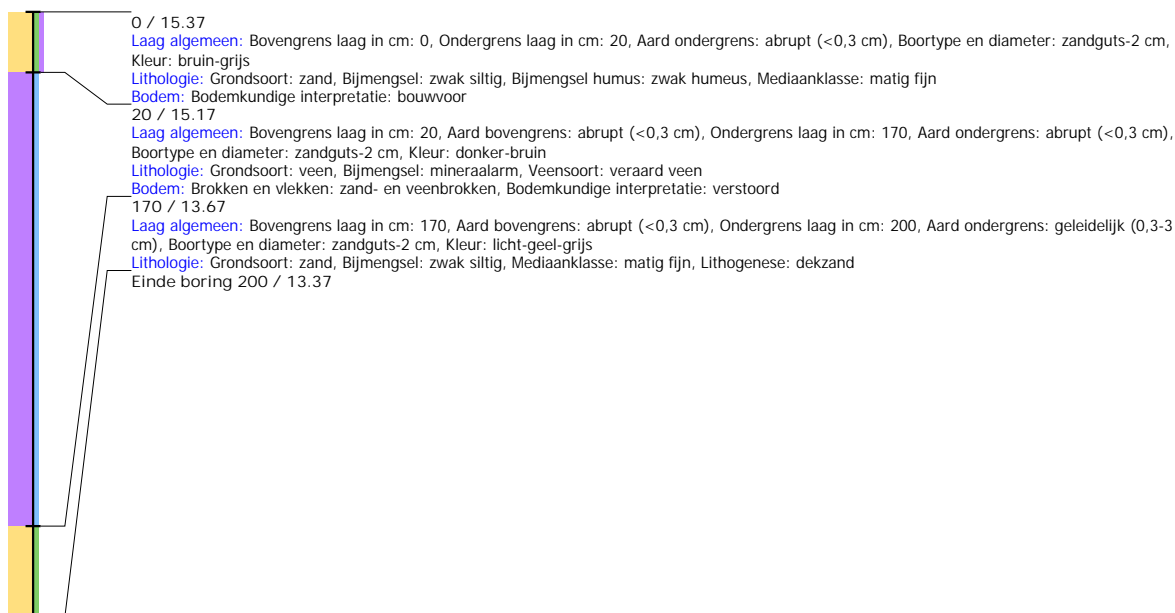 0 / 15.37
Laag algemeen: Bovengrens laag in cm: 0, Ondergrens laag in cm: 20, Aard ondergrens: abrupt (<0,3 cm), Boortype en diameter: zandguts-2 cm,
Kleur: bruin-grijs
Lithologie: Grondsoort: zand, Bijmengsel: zwak siltig, Bijmengsel humus: zwak humeus, Mediaanklasse: matig fijn
Bodem: Bodemkundige interpretatie: bouwvoor
20 / 15.17
Laag algemeen: Bovengrens laag in cm: 20, Aard bovengrens: abrupt (<0,3 cm), Ondergrens laag in cm: 170, Aard ondergrens: abrupt (<0,3 cm),
Boortype en diameter: zandguts-2 cm, Kleur: donker-bruin
Lithologie: Grondsoort: veen, Bijmengsel: mineraalarm, Veensoort: veraard veen
Bodem: Brokken en vlekken: zand- en veenbrokken, Bodemkundige interpretatie: verstoord
170 / 13.67
Laag algemeen: Bovengrens laag in cm: 170, Aard bovengrens: abrupt (<0,3 cm), Ondergrens laag in cm: 200, Aard ondergrens: geleidelijk (0,3-3
cm), Boortype en diameter: zandguts-2 cm, Kleur: licht-geel-grijs
Lithologie: Grondsoort: zand, Bijmengsel: zwak siltig, Mediaanklasse: matig fijn, Lithogenese: dekzand
Einde boring 200 / 13.37